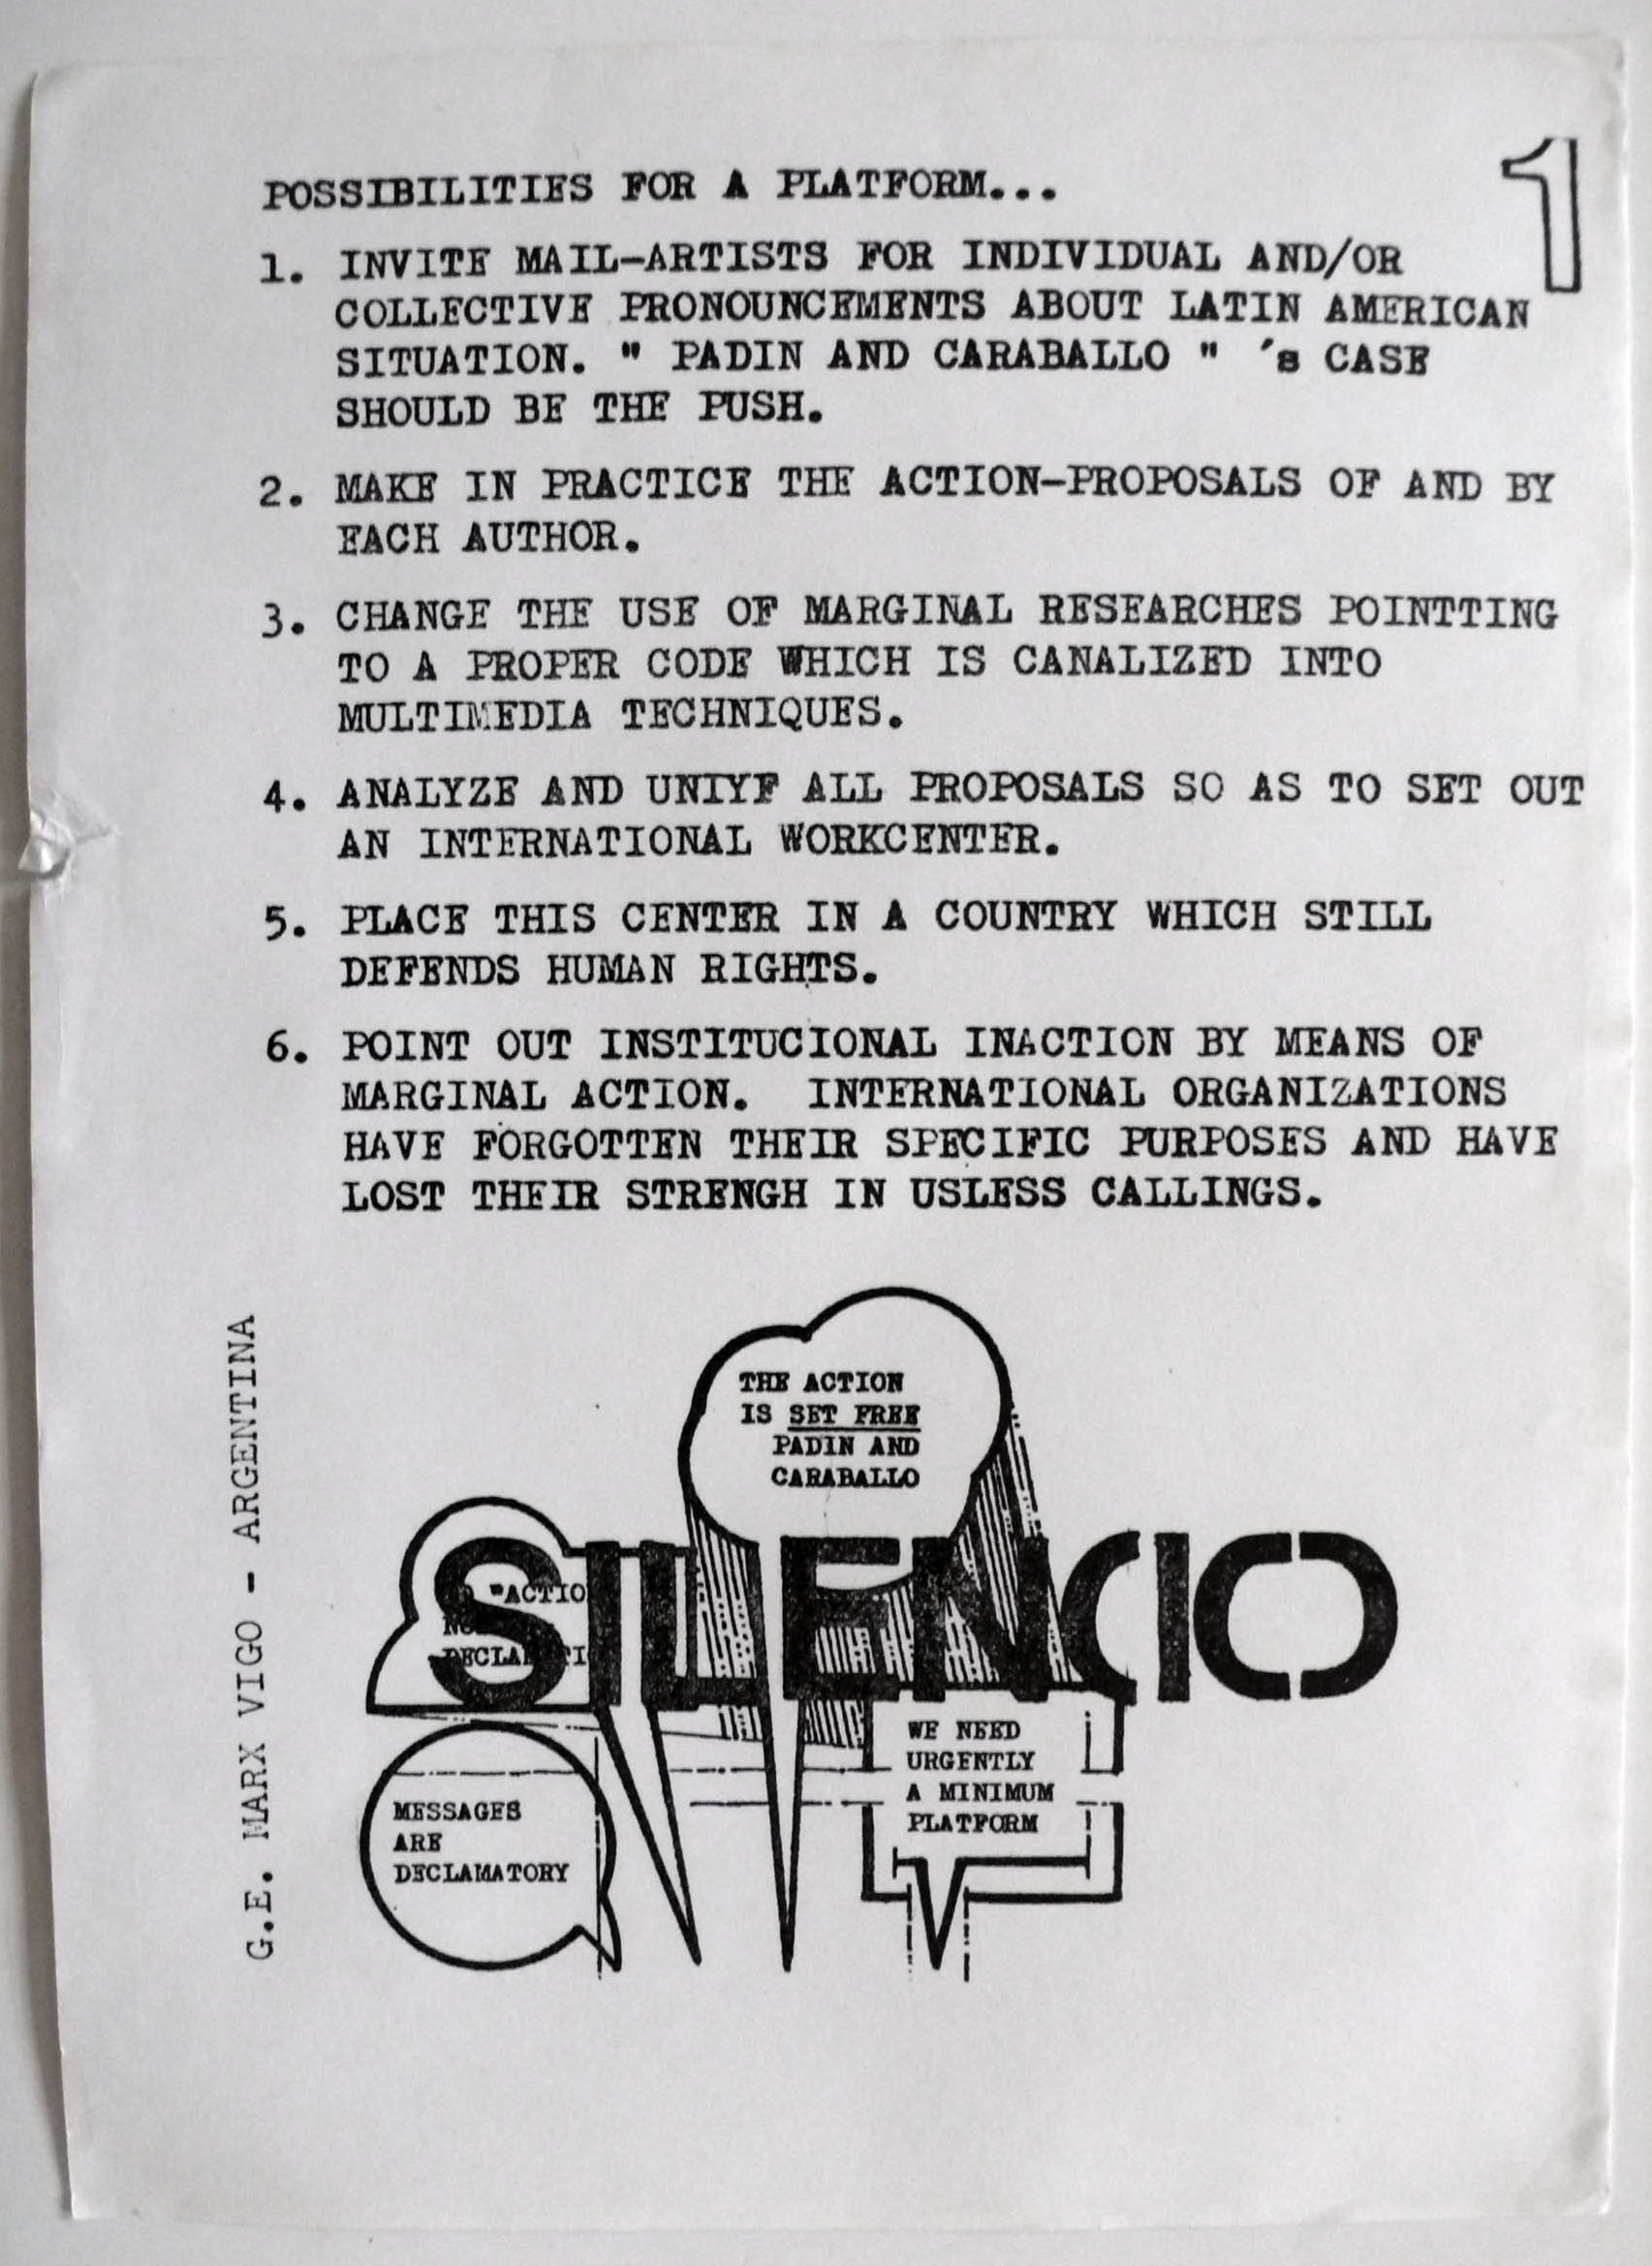 1
POSSIBILITIES FOR A PLATFORM...
1. INVITE MAIL-ARTISTS FOR INDIVIDUAL AND/OR
COLLECTIVE PRONOUNCEMENTS ABOUT LATIN AMERICAN
SITUATION. " PADIN AND CARABALLO " 's CASE
SHOULD BE THE PUSH.
2. MAKE IN PRACTICE THE ACTION-PROPOSALS OF AND BY
EACH AUTHOR.
3. CHANGE THE USE OF MARGINAL RESEARCHES POINTTING
TO A PROPER CODE WHICH IS CANALIZED INTO
MULTIMEDIA TECHNIQUES.
4. ANALYZE AND UNIYF ALL PROPOSALS SO AS TO SET OUT
AN INTERNATIONAL WORKCENTER.
5. PLACE THIS CENTER IN A COUNTRY WHICH STILL
DEFENDS HUMAN RIGHTS.
6. POINT OUT INSTITUCIONAL INACTION BY MEANS OF
MARGINAL ACTION. INTERNATIONAL ORGANIZATIONS
HAVE FORGOTTEN THEIR SPECIFIC PURPOSES AND HAVE
LOST THEIR STRENGH IN USLESS CALLINGS.
G.E. MARX VIGO - ARGENTINA
THE ACTION
IS SET FREE
PADIN AND
CARABALLO
SILENCIO
WE NEED
URGENTLY
A MINIMUM
PLATFORM
MESSAGES
ARE
DECLAMATORY